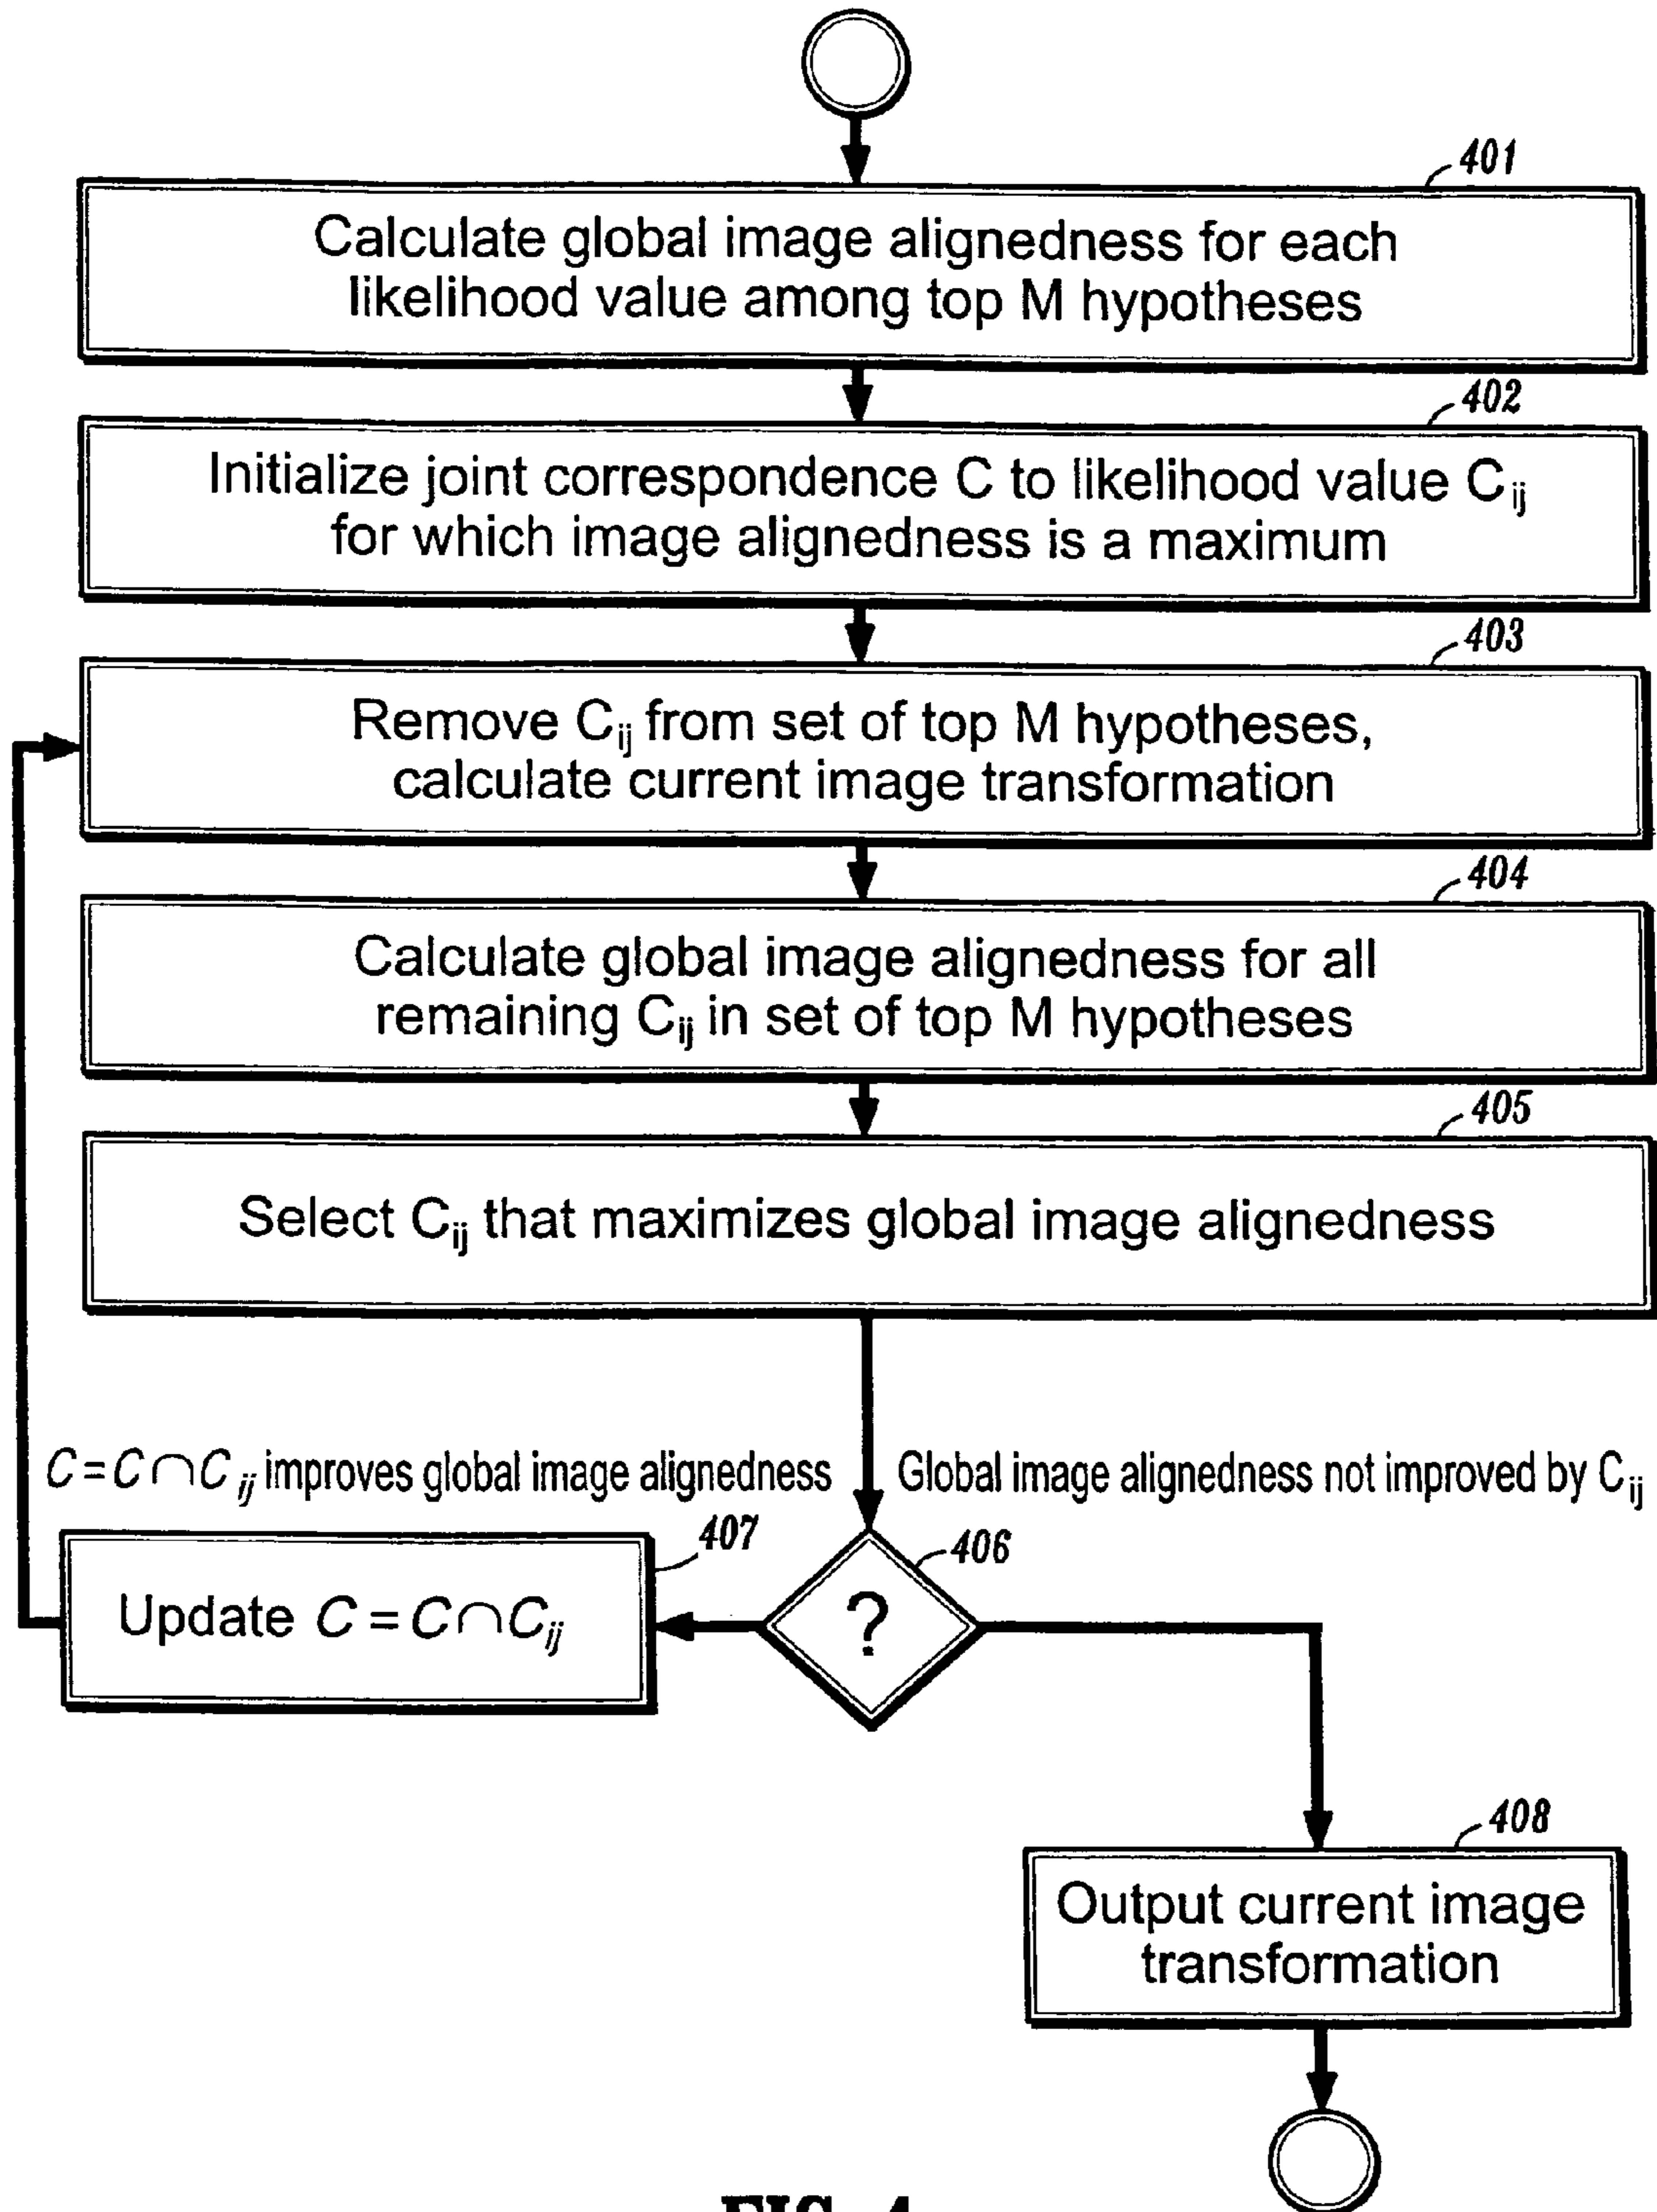 401
Calculate global image alignedness for each
likelihood value among top M hypotheses
402
Initialize joint correspondence C to likelihood value Cij
for which image alignedness is a maximum
403
Remove Cij from set of top M hypotheses,
calculate current image transformation
404
Calculate global image alignedness for all
remaining Cij in set of top M hypotheses
405
Select Cij that maximizes global image alignedness
C = C ∩ Cij improves global image alignedness
Global image alignedness not improved by Cij
407
Update C = C ∩ Cij
406
?
408
Output current image
transformation
FIG. 4